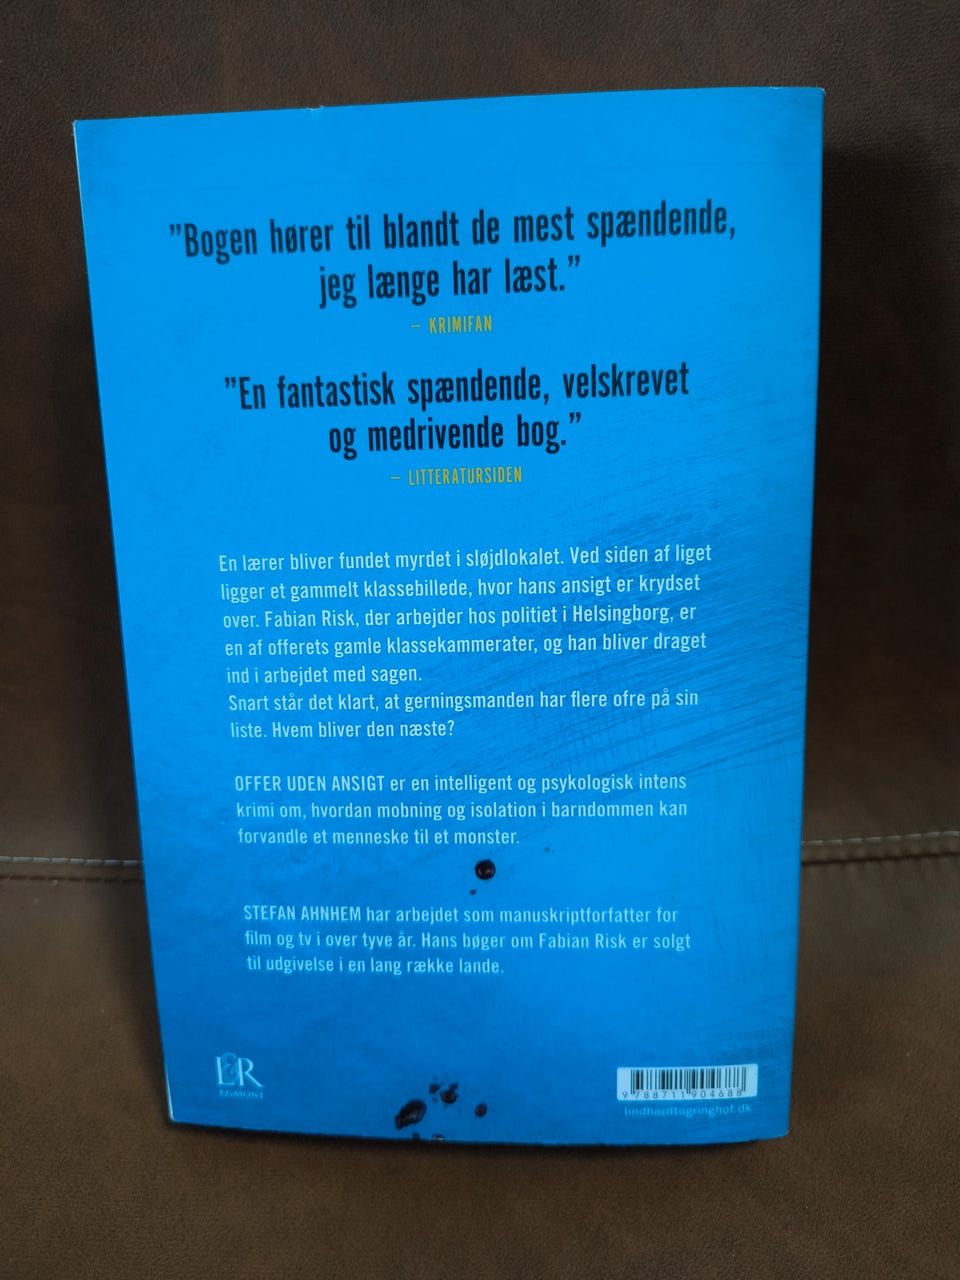 ”Bogen hører til blandt de mest spændende,
jeg længe har læst.”
– KRIMIFAN
”En fantastisk spændende, velskrevet
og medrivende bog.”
– LITTERATURSIDEN
En lærer bliver fundet myrdet i sløjdlokalet. Ved siden af liget
ligger et gammelt klassebillede, hvor hans ansigt er krydset
over. Fabian Risk, der arbejder hos politiet i Helsingborg, er
en af offerets gamle klassekammerater, og han bliver draget
ind i arbejdet med sagen.
Snart står det klart, at gerningsmanden har flere ofre på sin
liste. Hvem bliver den næste?
OFFER UDEN ANSIGT er en intelligent og psykologisk intens
krimi om, hvordan mobning og isolation i barndommen kan
forvandle et menneske til et monster.
STEFAN AHNHEM har arbejdet som manuskriptforfatter for
film og tv i over tyve år. Hans bøger om Fabian Risk er solgt
til udgivelse i en lang række lande.
L&R
EGMONT
9 788711 904688
lindhardtogringhof.dk